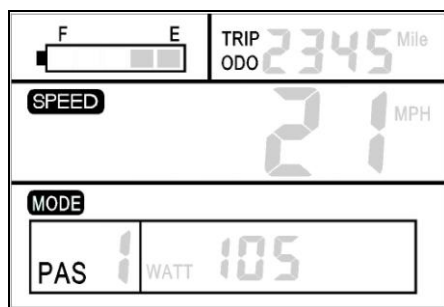 F E
TRIP 2345 Mile
ODO
SPEED
21 MPH
MODE
PAS 1 WATT 105